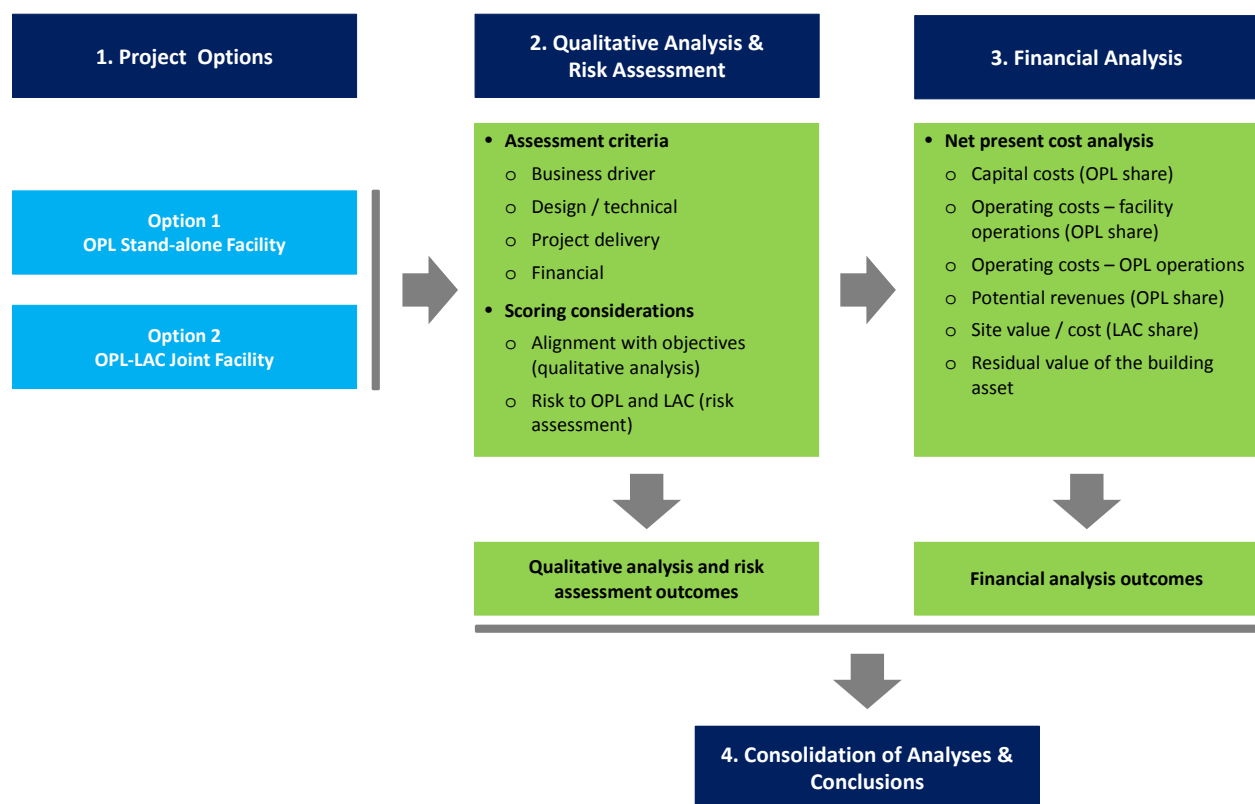 1. Project  Options
2. Qualitative Analysis &
Risk Assessment
3. Financial Analysis
Option 1
OPL Stand-alone Facility
Option 2
OPL-LAC Joint Facility
• Assessment criteria
o Business driver
o Design / technical
o Project delivery
o Financial
• Scoring considerations
o Alignment with objectives
(qualitative analysis)
o Risk to OPL and LAC (risk
assessment)
• Net present cost analysis
o Capital costs (OPL share)
o Operating costs – facility
operations (OPL share)
o Operating costs – OPL operations
o Potential revenues (OPL share)
o Site value / cost (LAC share)
o Residual value of the building
asset
Qualitative analysis and risk
assessment outcomes
Financial analysis outcomes
4. Consolidation of Analyses &
Conclusions